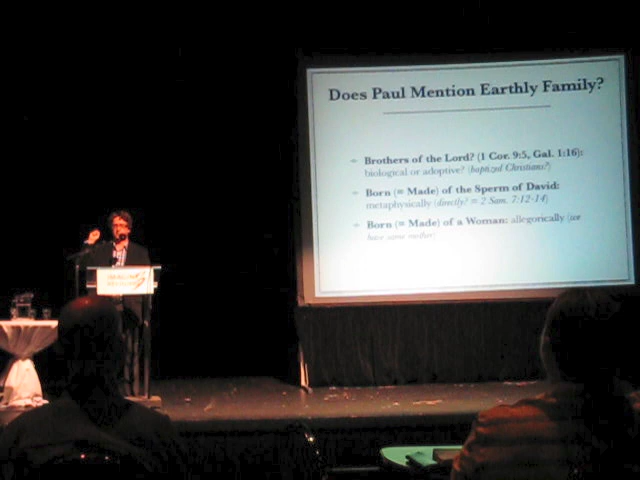 Does Paul Mention Earthly Family?
Brothers of the Lord? (1 Cor. 9:5, Gal. 1:16):
biological or adoptive? (baptized Christians?)
Born (= Made) of the Sperm of David:
metaphysically (directly? = 2 Sam. 7:12-14)
Born (= Made) of a Woman: allegorically (we
have same mother)